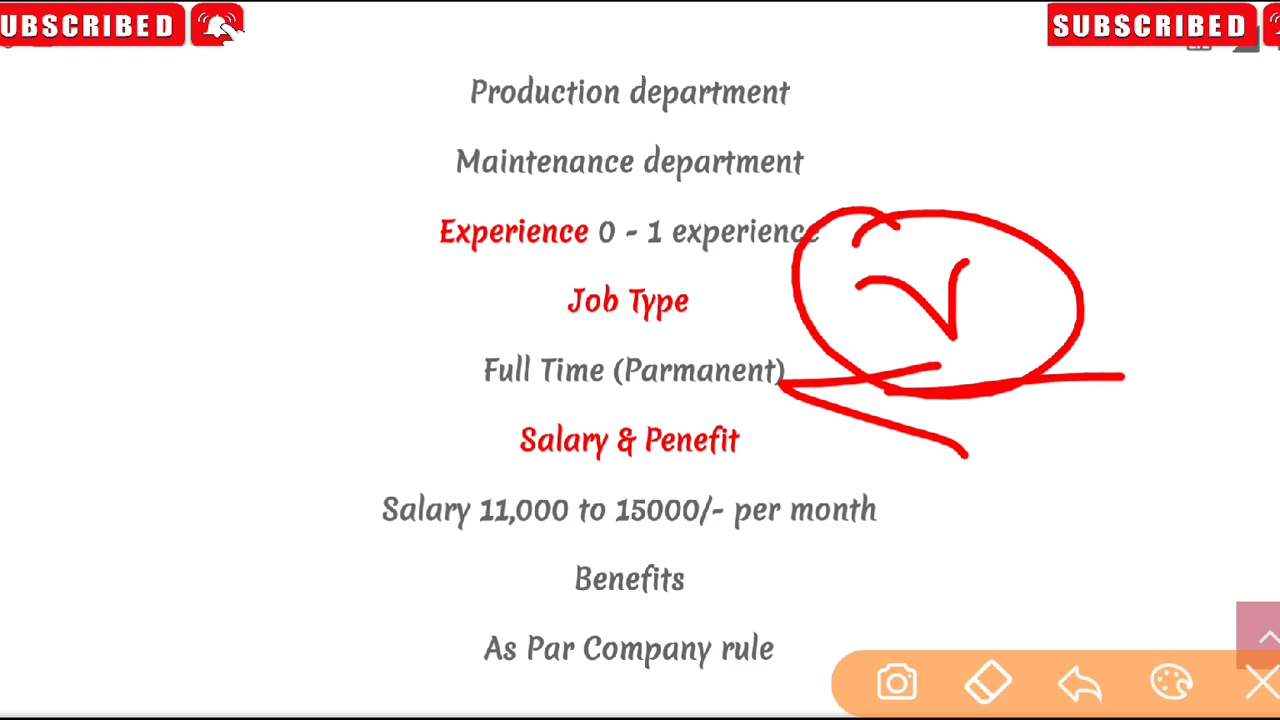 UBSCRIBED
SUBSCRIBED
Production department
Maintenance department
Experience 0 - 1 experience
Job Type
Full Time (Parmanent)
Salary & Penefit
Salary 11,000 to 15000/- per month
Benefits
As Par Company rule